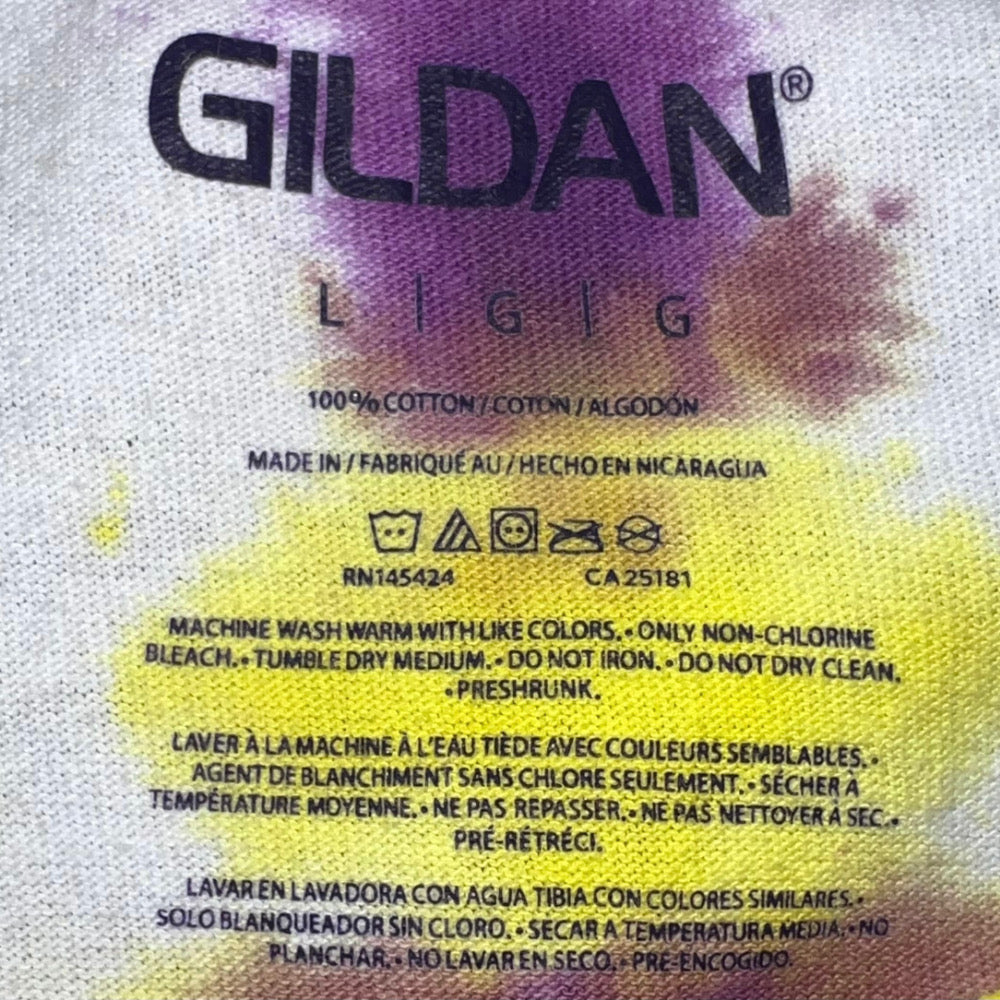 GILDAN®
L | G | G
100% COTTON / COTON / ALGODÓN
MADE IN / FABRIQUÉ AU / HECHO EN NICARAGUA
RN145424 CA 25181
MACHINE WASH WARM WITH LIKE COLORS. • ONLY NON-CHLORINE
BLEACH. • TUMBLE DRY MEDIUM. • DO NOT IRON. • DO NOT DRY CLEAN.
• PRESHRUNK.
LAVER À LA MACHINE À L'EAU TIÈDE AVEC COULEURS SEMBLABLES. •
AGENT DE BLANCHIMENT SANS CHLORE SEULEMENT. • SÉCHER À
TEMPÉRATURE MOYENNE. • NE PAS REPASSER. • NE PAS NETTOYER À SEC. •
PRÉ-RÉTRÉCI.
LAVAR EN LAVADORA CON AGUA TIBIA CON COLORES SIMILARES. •
SOLO BLANQUEADOR SIN CLORO. • SECAR A TEMPERATURA MEDIA. • NO
PLANCHAR. • NO LAVAR EN SECO. • PRE-ENCOGIDO.